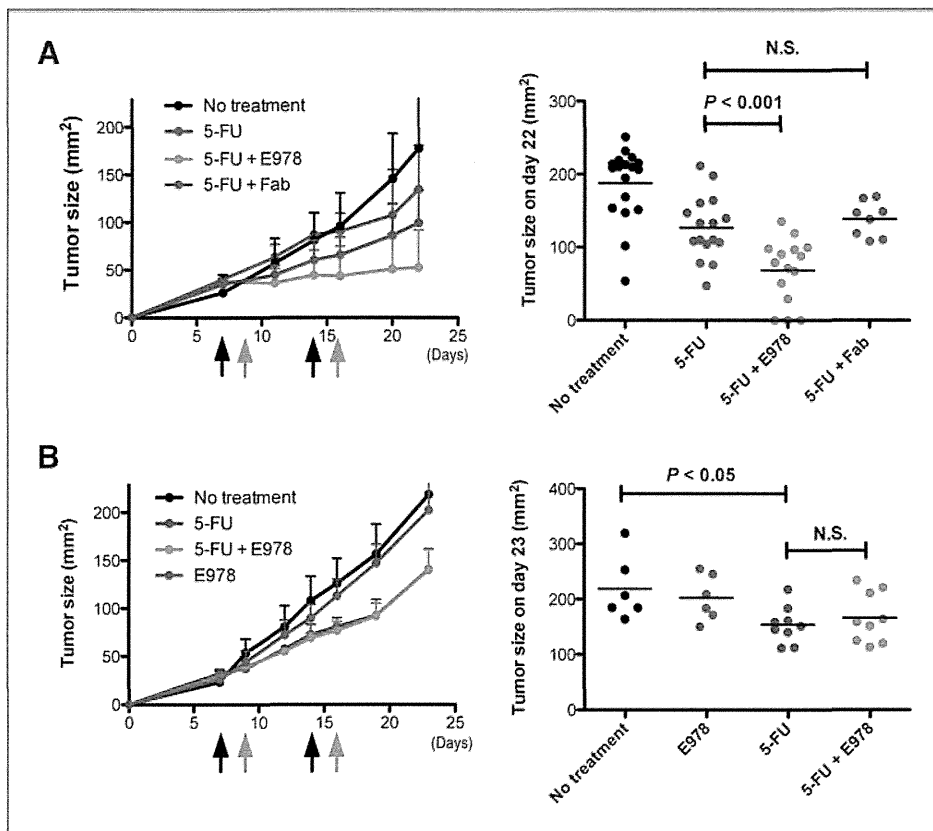 A
Tumor size (mm²)
200
150
100
50
0
No treatment
5-FU
5-FU + E978
5-FU + Fab
0 5 10 15 20 25
(Days)
Tumor size on day 22 (mm²)
300
200
100
0
N.S.
P < 0.001
No treatment
5-FU
5-FU + E978
5-FU + Fab
B
Tumor size (mm²)
200
150
100
50
0
No treatment
5-FU
5-FU + E978
E978
0 5 10 15 20 25
(Days)
Tumor size on day 23 (mm²)
400
300
200
100
0
P < 0.05
N.S.
No treatment
E978
5-FU
5-FU + E978